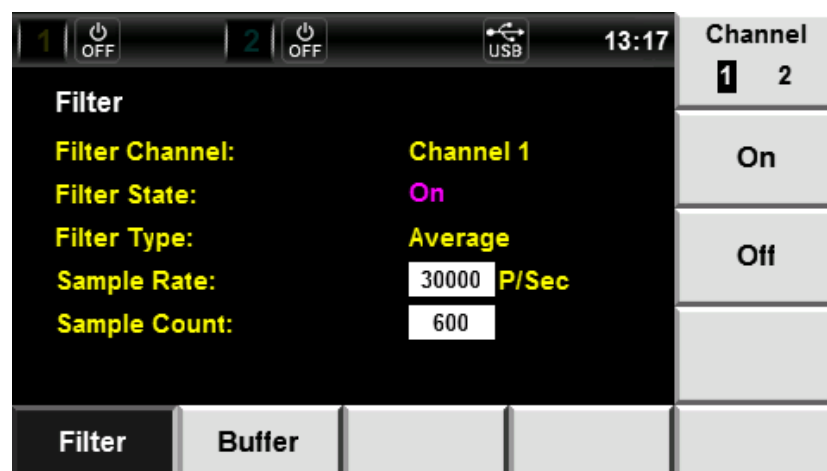 1 OFF 2 OFF USB 13:17
Channel
1 2
Filter
Filter Channel: Channel 1
On
Filter State: On
Filter Type: Average
Off
Sample Rate: 30000 P/Sec
Sample Count: 600
Filter Buffer